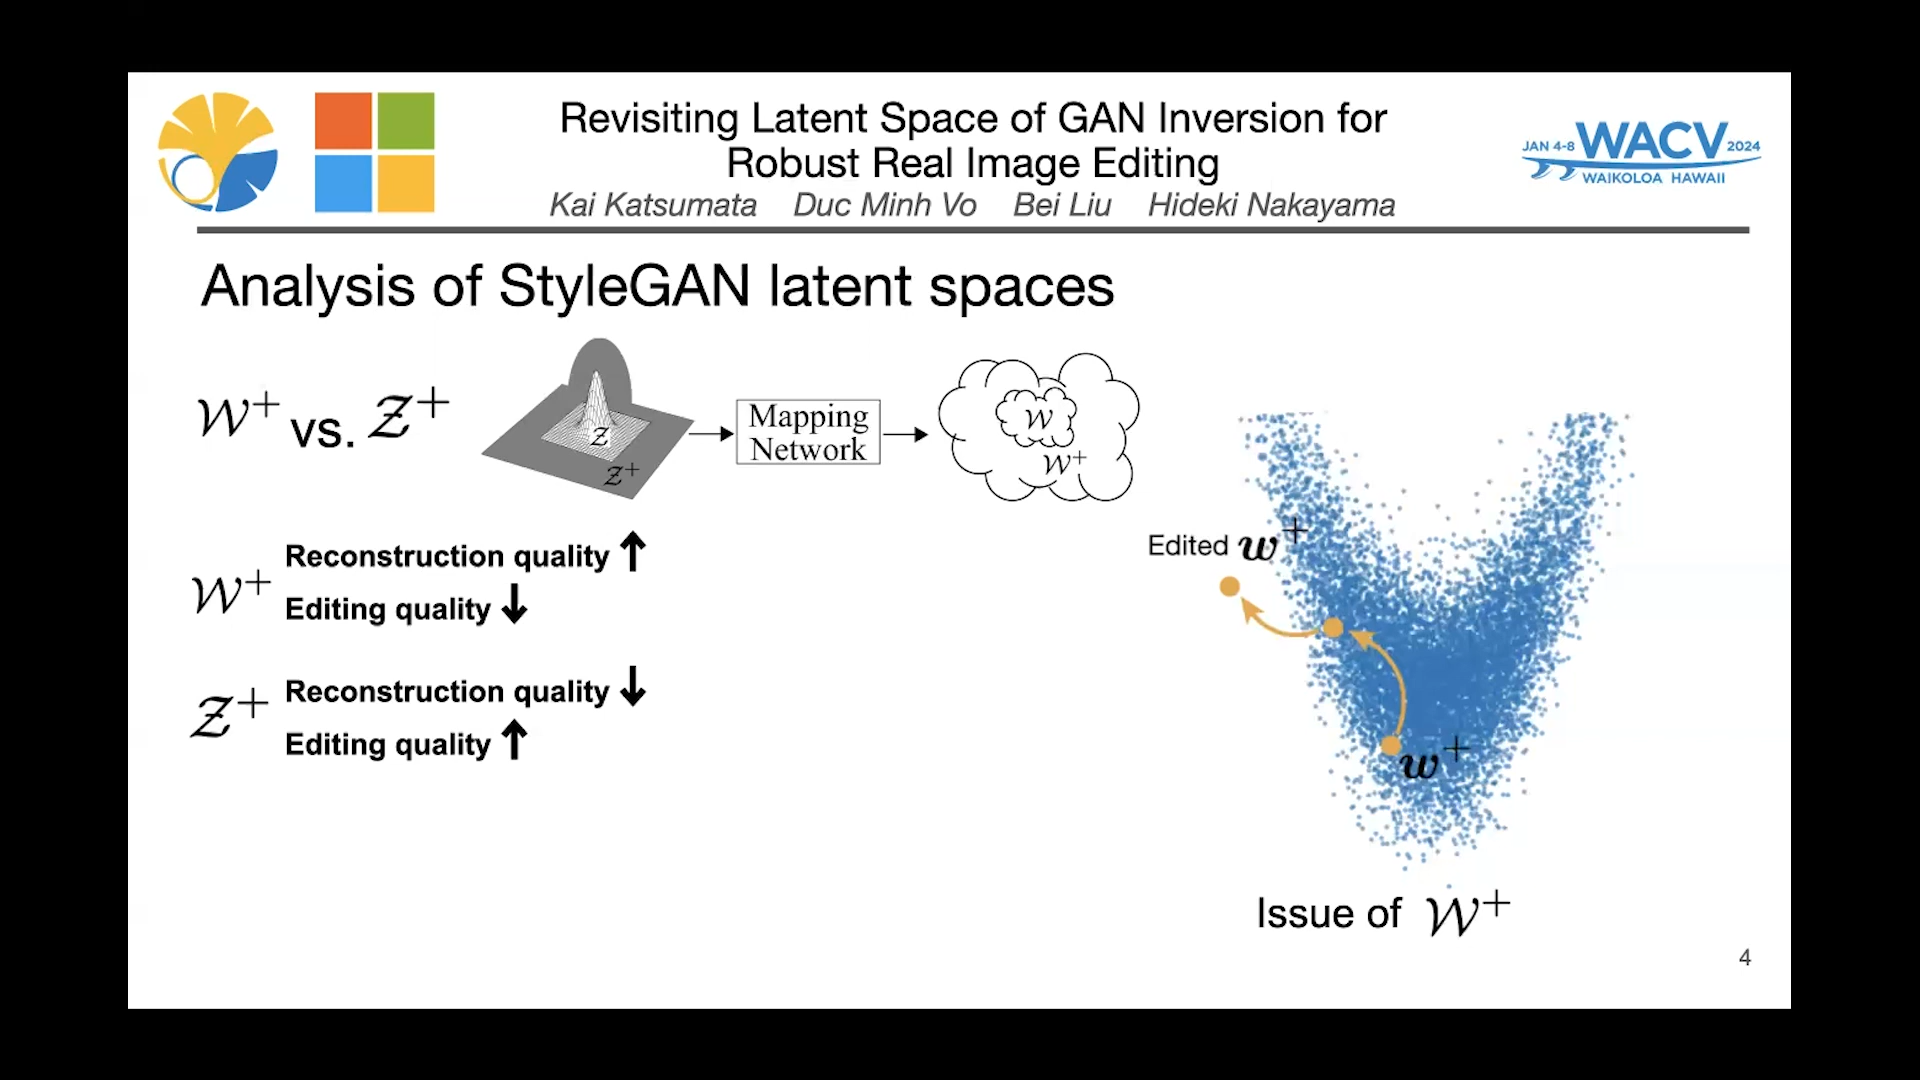 Revisiting Latent Space of GAN Inversion for
Robust Real Image Editing
Kai Katsumata Duc Minh Vo Bei Liu Hideki Nakayama
JAN 4-8 WACV 2024
WAIKOLOA HAWAII
Analysis of StyleGAN latent spaces
𝒲⁺ vs. 𝒵⁺
𝒵
𝒵⁺
Mapping
Network
𝒲
𝒲⁺
𝒲⁺
Reconstruction quality ↑
Editing quality ↓
𝒵⁺
Reconstruction quality ↓
Editing quality ↑
Edited 𝒘⁺
𝒘⁺
Issue of 𝒲⁺
4